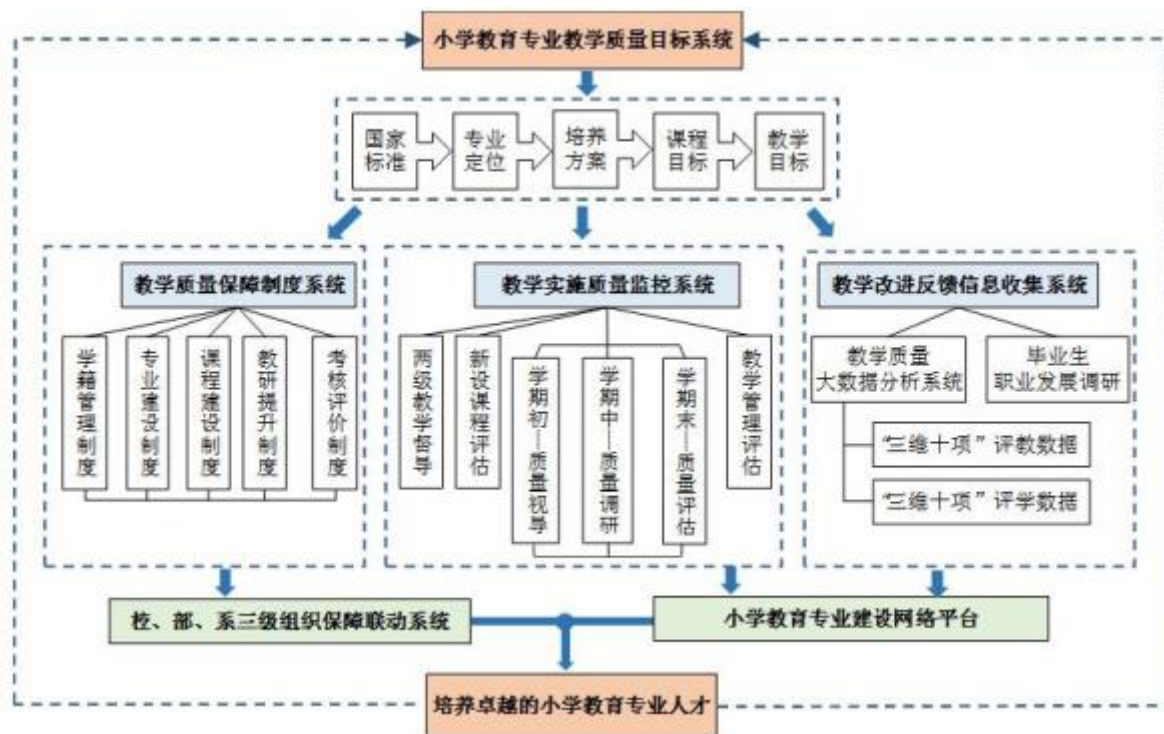 小学教育专业教学质量目标系统
国家
标准
专业
定位
培养
方案
课程
目标
教学
目标
教学质量保障制度系统
学籍管理制度
专业建设制度
课程建设制度
教研提升制度
考核评价制度
教学实施质量监控系统
两级教学督导
新设课程评估
学期初┈质量视导
学期中┈质量调研
学期末┈质量评估
教学管理评估
教学改进反馈信息收集系统
教学质量
大数据分析系统
毕业生
职业发展调研
“三维十项”评教数据
“三维十项”评学数据
校、部、系三级组织保障联动系统
小学教育专业建设网络平台
培养卓越的小学教育专业人才